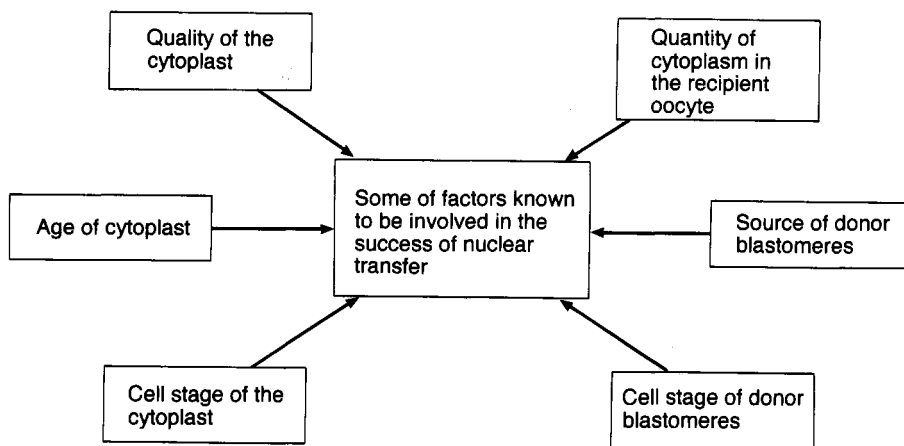 Quality of the
cytoplast
Quantity of
cytoplasm in
the recipient
oocyte
Age of cytoplast
Some of factors known
to be involved in the
success of nuclear
transfer
Source of donor
blastomeres
Cell stage of the
cytoplast
Cell stage of donor
blastomeres